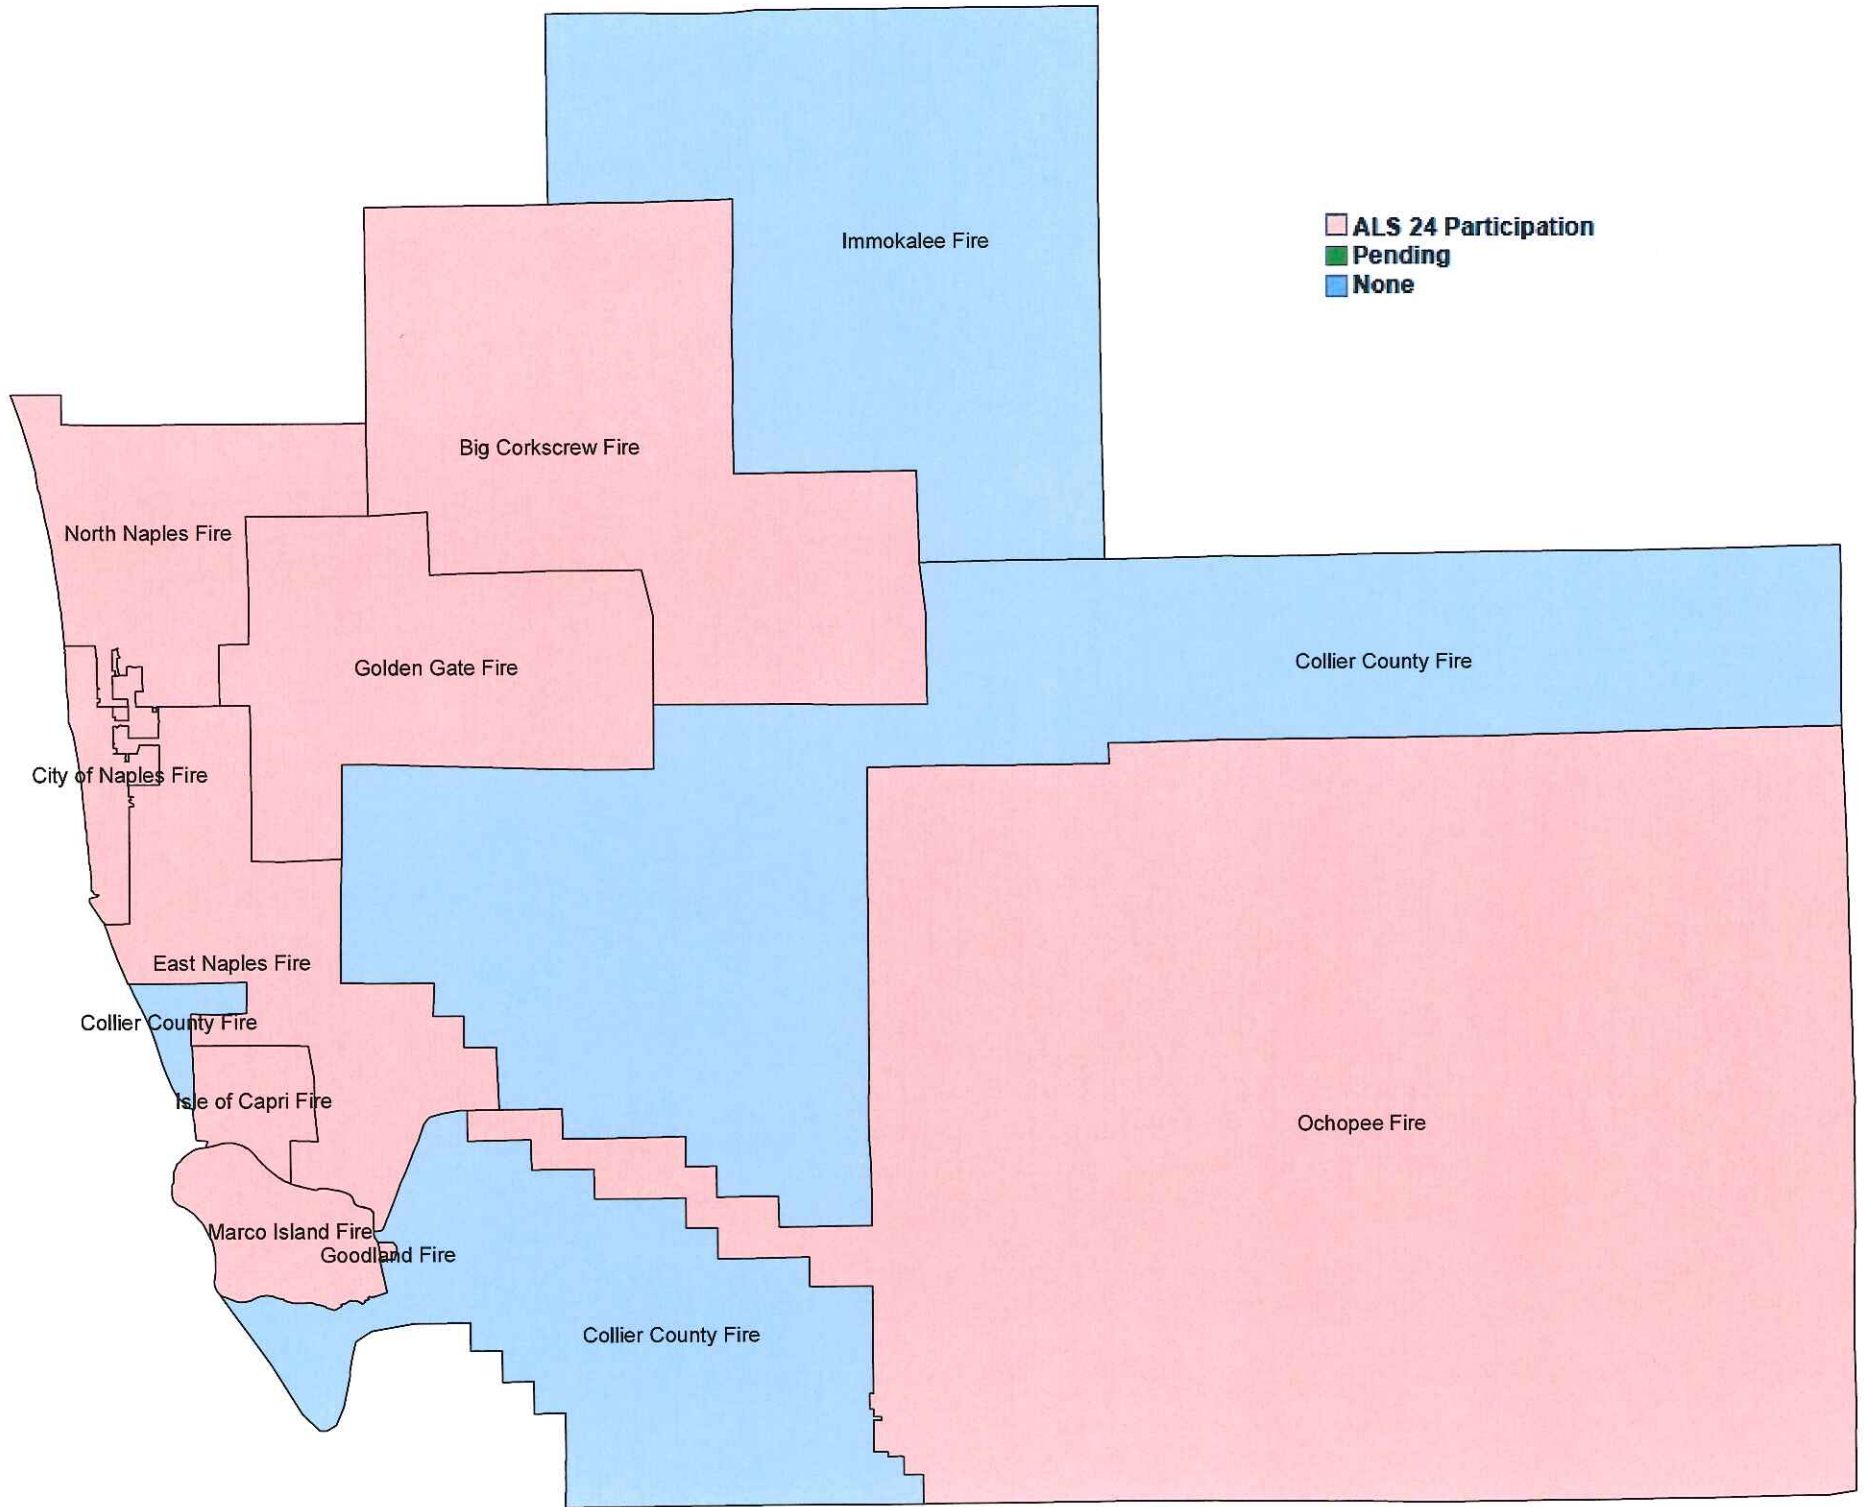 Immokalee Fire
ALS 24 Participation
Pending
None
Big Corkscrew Fire
North Naples Fire
Golden Gate Fire
Collier County Fire
City of Naples Fire
East Naples Fire
Collier County Fire
Isle of Capri Fire
Ochopee Fire
Marco Island Fire
Goodland Fire
Collier County Fire